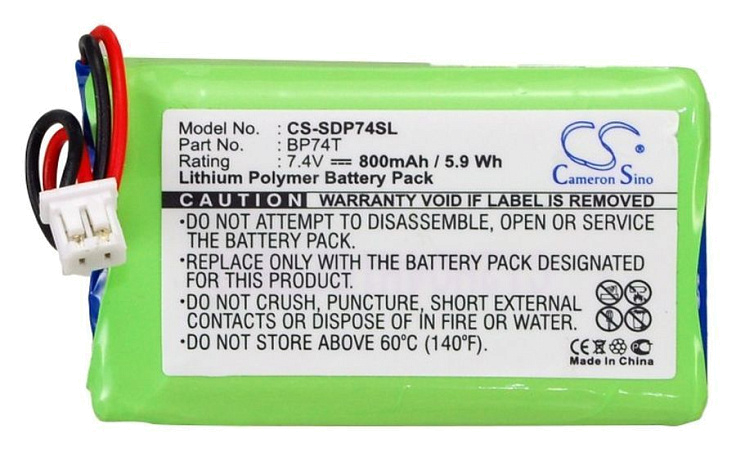 Model No. : CS-SDP74SL
Part No. : BP74T
Rating : 7.4V 800mAh / 5.9 Wh
Lithium Polymer Battery Pack
CS
Cameron Sino
CAUTION WARRANTY VOID IF LABEL IS REMOVED
•DO NOT ATTEMPT TO DISASSEMBLE, OPEN OR SERVICE
THE BATTERY PACK.
•REPLACE ONLY WITH THE BATTERY PACK DESIGNATED
FOR THIS PRODUCT.
•DO NOT CRUSH, PUNCTURE, SHORT EXTERNAL
CIRCUITS OR DISPOSE OF IN FIRE OR WATER.
•DO NOT STORE ABOVE 60°C (140°F).
CE
Made in China